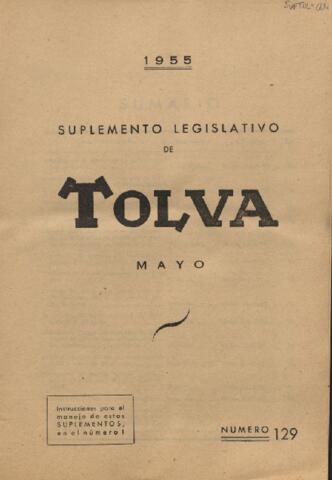 1955
SUPLEMENTO LEGISLATIVO
DE
TOLVA
MAYO
Instrucciones para el
manejo de estos
SUPLEMENTOS,
en el número 1
NUMERO 129